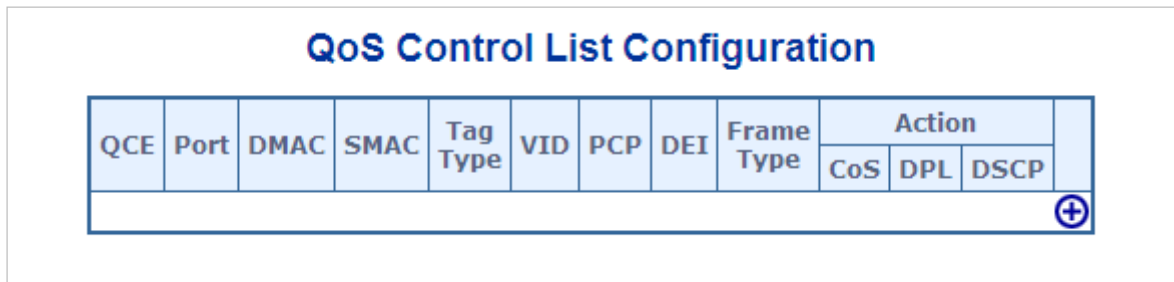 QoS Control List Configuration
QCE Port DMAC SMAC Tag Type VID PCP DEI Frame Type Action
CoS DPL DSCP